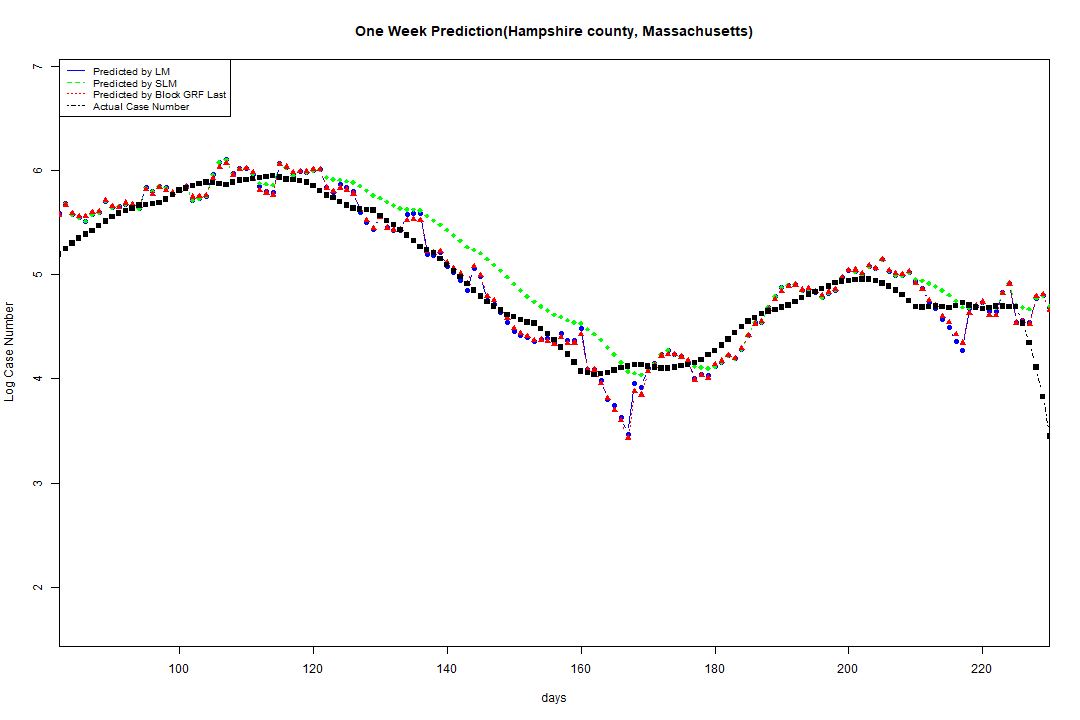 One Week Prediction(Hampshire county, Massachusetts)
Predicted by LM
Predicted by SLM
Predicted by Block GRF Last
Actual Case Number
7
6
5
4
3
2
Log Case Number
100 120 140 160 180 200 220
days